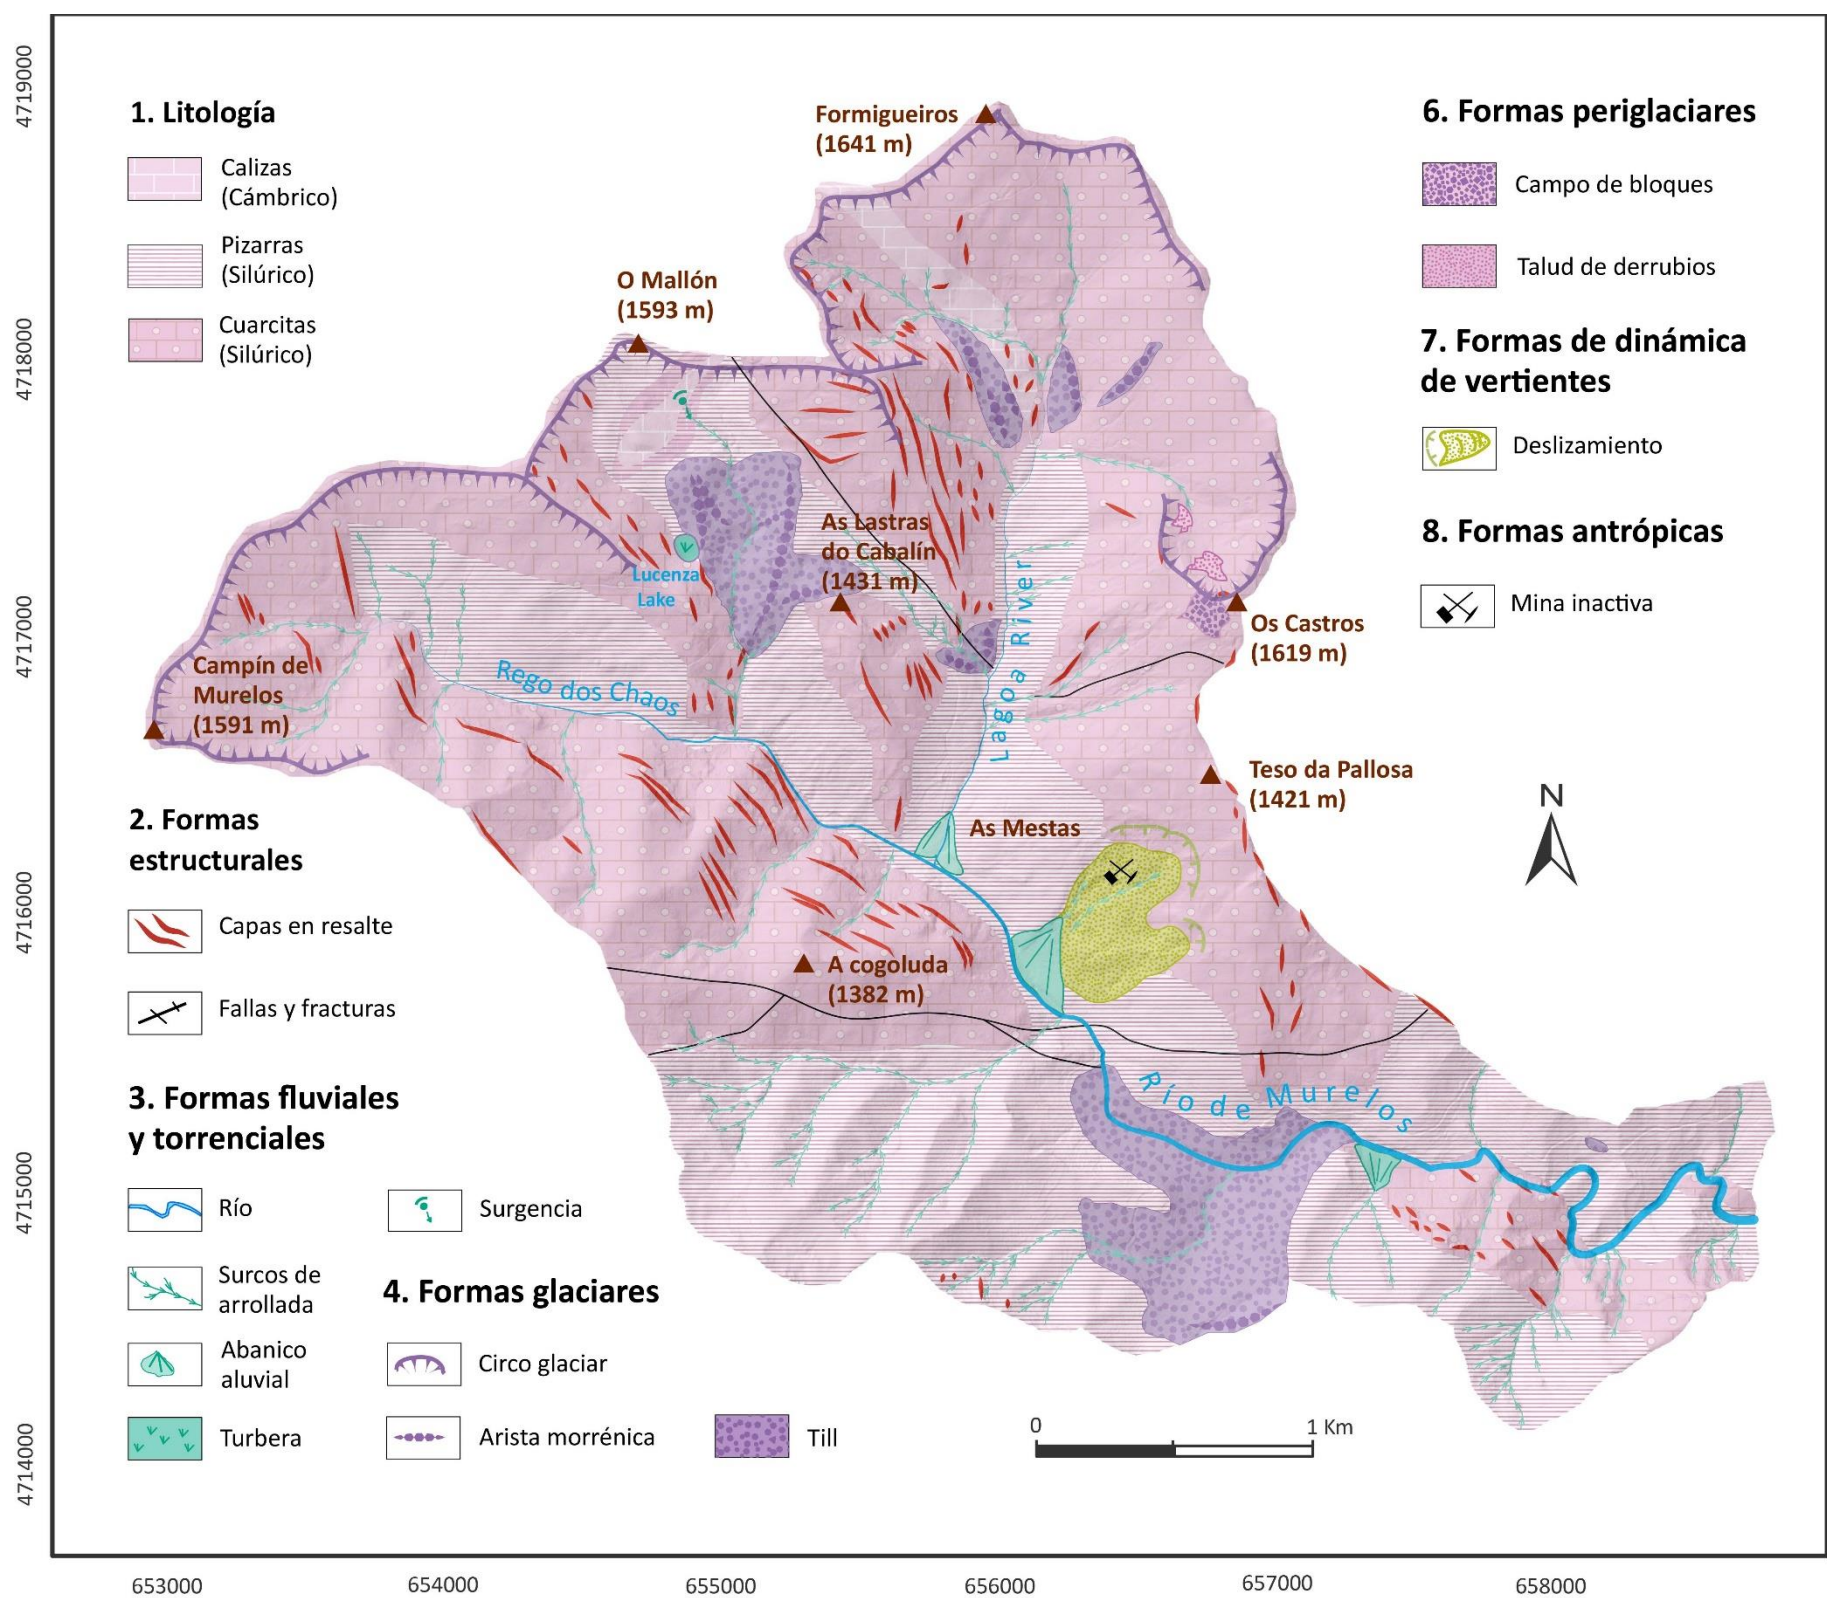 4719000
4718000
4717000
4716000
4715000
4714000
1. Litología
Calizas
(Cámbrico)
Pizarras
(Silúrico)
Cuarcitas
(Silúrico)
2. Formas
estructurales
Capas en resalte
Fallas y fracturas
3. Formas fluviales
y torrenciales
Río
Surcos de
arrollada
Abanico
aluvial
Turbera
Surgencia
4. Formas glaciares
Circo glaciar
Arista morrénica
Till
6. Formas periglaciares
Campo de bloques
Talud de derrubios
7. Formas de dinámica
de vertientes
Deslizamiento
8. Formas antrópicas
Mina inactiva
Formigueiros
(1641 m)
O Mallón
(1593 m)
As Lastras
do Cabalín
(1431 m)
Lucenza
Lake
Lagoa River
Os Castros
(1619 m)
Campín de
Murelos
(1591 m)
Rego dos Chaos
Teso da Pallosa
(1421 m)
As Mestas
A cogoluda
(1382 m)
Río de Murelos
N
0
1 Km
653000
654000
655000
656000
657000
658000